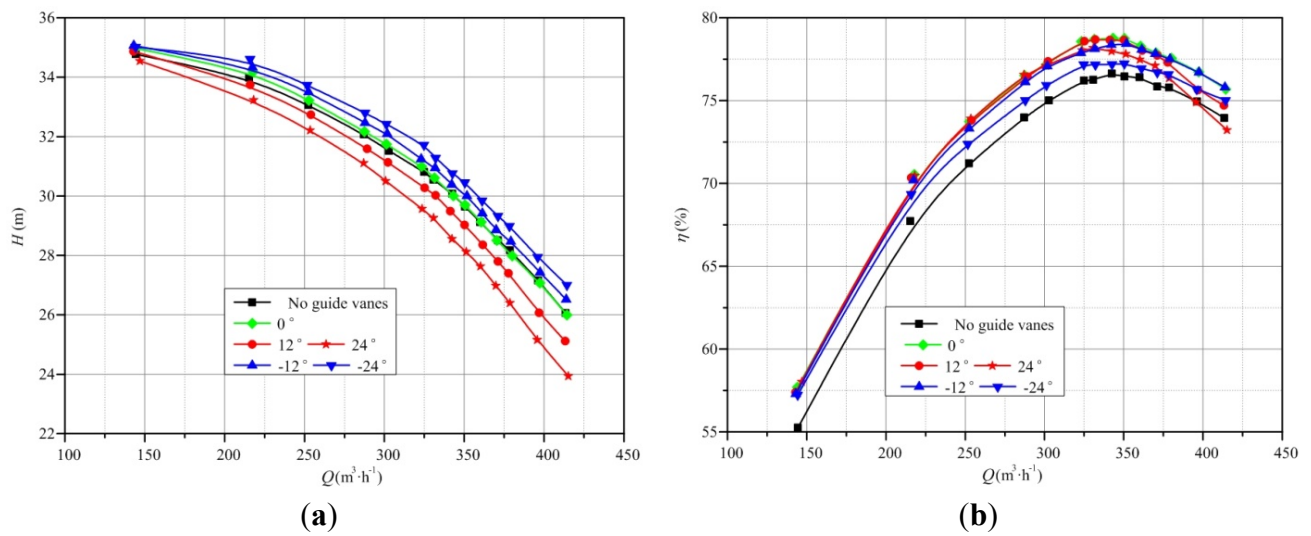 36
34
32
30
28
26
24
22
H (m)
No guide vanes
0°
12° 24°
-12° -24°
100 150 200 250 300 350 400 450
Q (m³·h⁻¹)
(a)
80
75
70
65
60
55
η (%)
No guide vanes
0°
12° 24°
-12° -24°
100 150 200 250 300 350 400 450
Q (m³·h⁻¹)
(b)